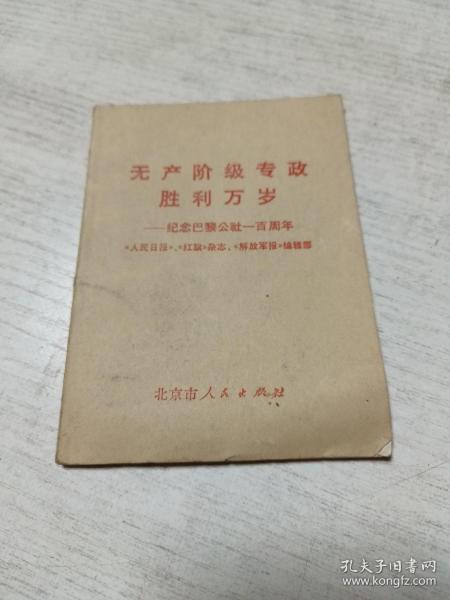 无产阶级专政
胜利万岁
——纪念巴黎公社一百周年
《人民日报》、《红旗》杂志、《解放军报》编辑部
北京市人民出版社
孔夫子旧书网
www.kongfz.com